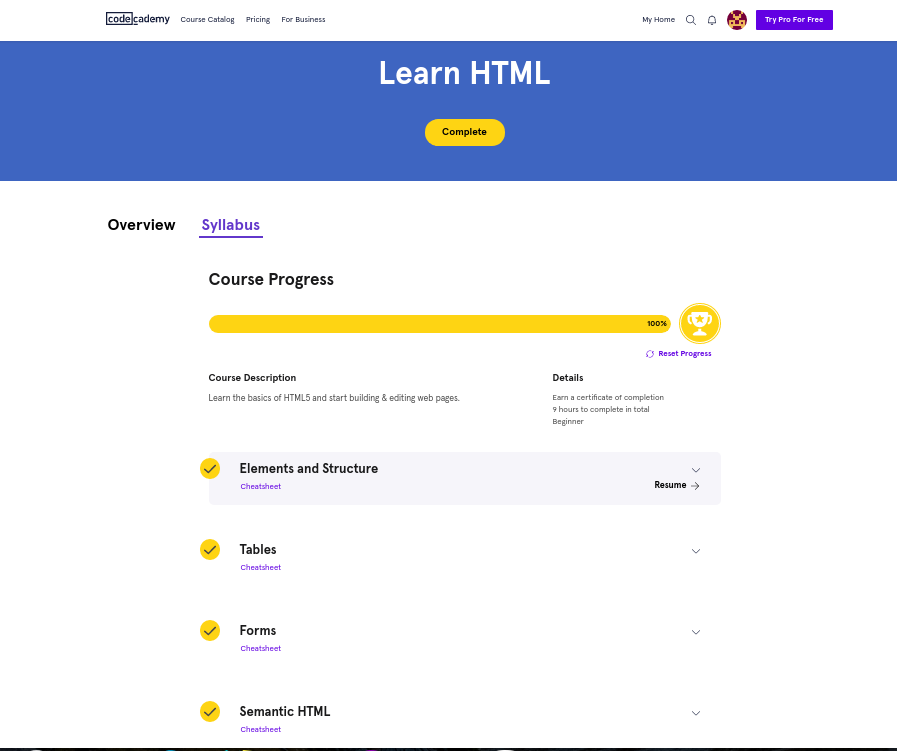 codecademy Course Catalog Pricing For Business My Home Try Pro For Free
Learn HTML
Complete
Overview Syllabus
Course Progress
100%
Reset Progress
Course Description
Learn the basics of HTML5 and start building & editing web pages.
Details
Earn a certificate of completion
9 hours to complete in total
Beginner
Elements and Structure
Cheatsheet
Resume
Tables
Cheatsheet
Forms
Cheatsheet
Semantic HTML
Cheatsheet